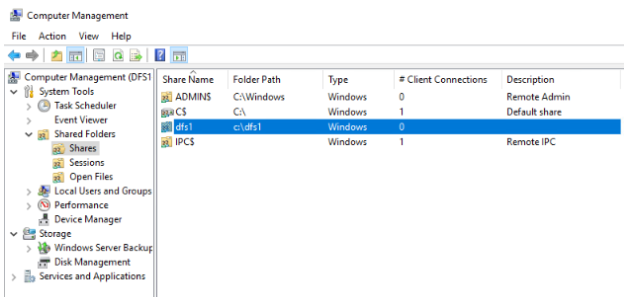 Computer Management
File Action View Help
Computer Management (DFS1
System Tools
Task Scheduler
Event Viewer
Shared Folders
Shares
Sessions
Open Files
Local Users and Groups
Performance
Device Manager
Storage
Windows Server Backup
Disk Management
Services and Applications
Share Name Folder Path Type # Client Connections Description
ADMIN$ C:\Windows Windows 0 Remote Admin
C$ C:\ Windows 1 Default share
dfs1 c:\dfs1 Windows 0
IPC$ Windows 1 Remote IPC